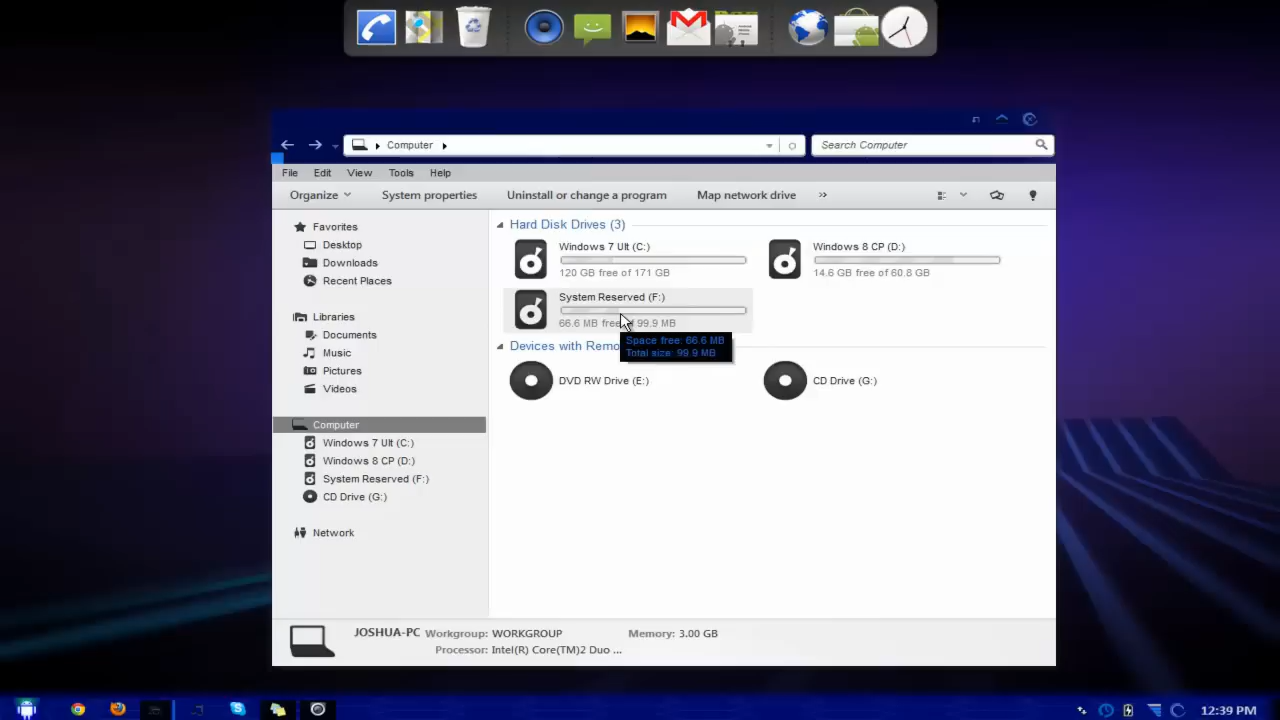 Computer
Search Computer
File Edit View Tools Help
Organize System properties Uninstall or change a program Map network drive »
Favorites
Desktop
Downloads
Recent Places
Libraries
Documents
Music
Pictures
Videos
Computer
Windows 7 Ult (C:)
Windows 8 CP (D:)
System Reserved (F:)
CD Drive (G:)
Network
Hard Disk Drives (3)
Windows 7 Ult (C:)
120 GB free of 171 GB
Windows 8 CP (D:)
14.6 GB free of 60.8 GB
System Reserved (F:)
66.6 MB free of 99.9 MB
Space free: 66.6 MB
Total size: 99.9 MB
Devices with Remo
DVD RW Drive (E:)
CD Drive (G:)
JOSHUA-PC Workgroup: WORKGROUP Memory: 3.00 GB
Processor: Intel(R) Core(TM)2 Duo ...
12:39 PM